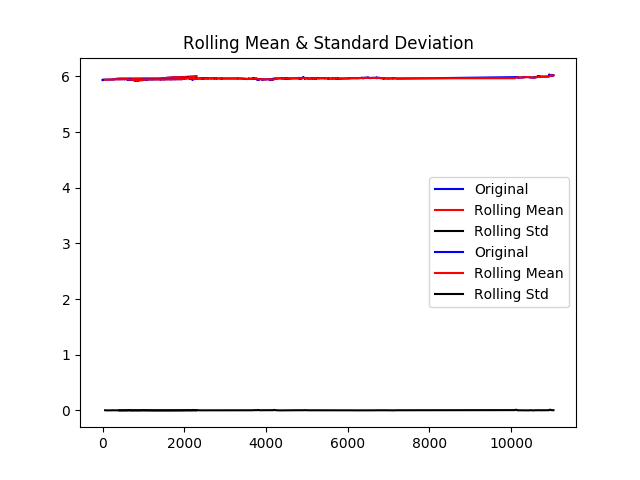 Rolling Mean & Standard Deviation
6
5
4
3
2
1
0
Original
Rolling Mean
Rolling Std
Original
Rolling Mean
Rolling Std
0 2000 4000 6000 8000 10000